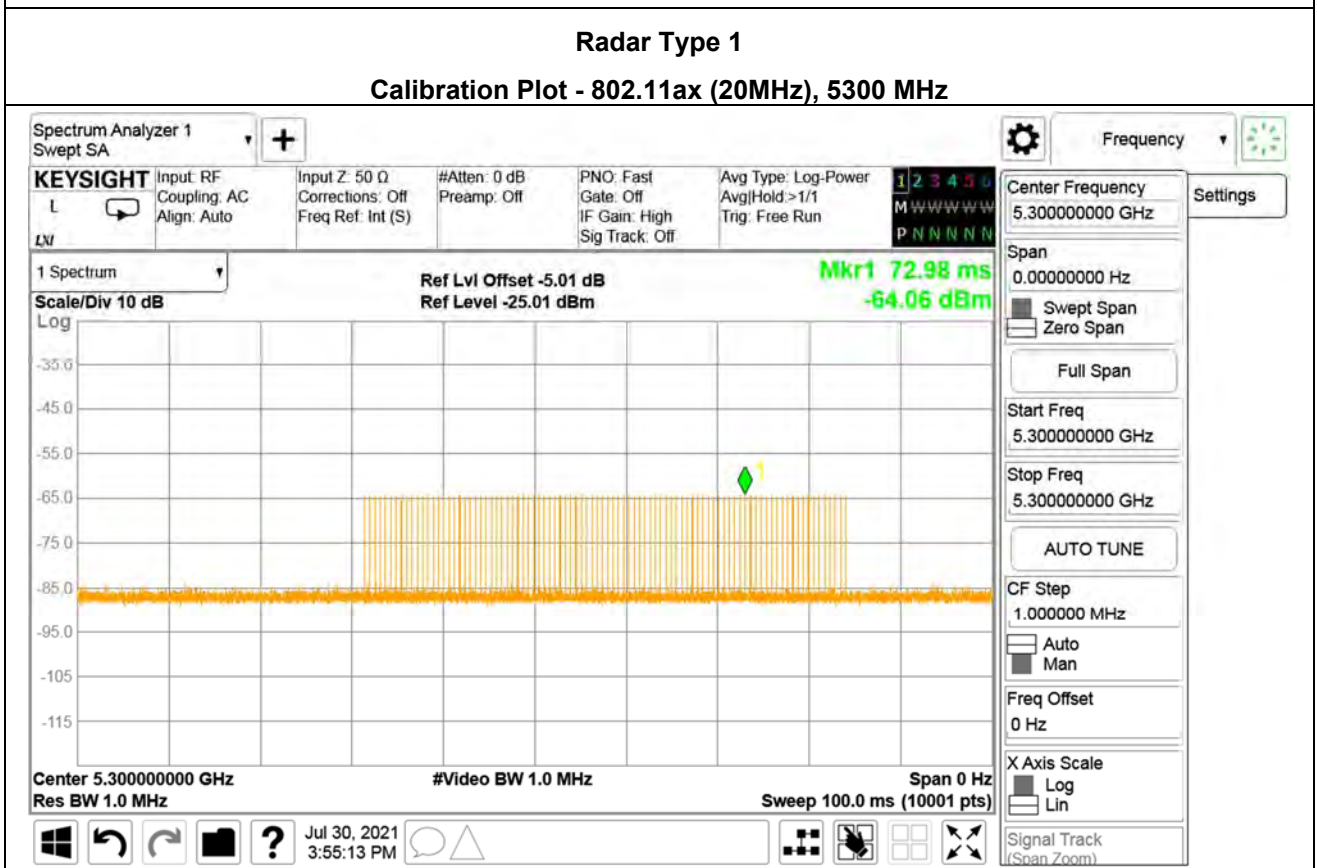 Radar Type 1
Calibration Plot - 802.11ax (20MHz), 5300 MHz
Spectrum Analyzer 1
Swept SA
+
Frequency
KEYSIGHT
L
LXI
Input: RF
Coupling: AC
Align: Auto
Input Z: 50 Ω
Corrections: Off
Freq Ref: Int (S)
#Atten: 0 dB
Preamp: Off
PNO: Fast
Gate: Off
IF Gain: High
Sig Track: Off
Avg Type: Log-Power
Avg|Hold:>1/1
Trig: Free Run
1 2 3 4 5 6
M W W W W W W
P N N N N N N
Settings
1 Spectrum
Scale/Div 10 dB
Log
Ref Lvl Offset -5.01 dB
Ref Level -25.01 dBm
Mkr1 72.98 ms
-64.06 dBm
-35.0
-45.0
-55.0
-65.0
-75.0
-85.0
-95.0
-105
-115
1
Center 5.300000000 GHz
Res BW 1.0 MHz
#Video BW 1.0 MHz
Span 0 Hz
Sweep 100.0 ms (10001 pts)
Center Frequency
5.300000000 GHz
Span
0.00000000 Hz
Swept Span
Zero Span
Full Span
Start Freq
5.300000000 GHz
Stop Freq
5.300000000 GHz
AUTO TUNE
CF Step
1.000000 MHz
Auto
Man
Freq Offset
0 Hz
X Axis Scale
Log
Lin
Signal Track
(Span Zoom)
?
Jul 30, 2021
3:55:13 PM